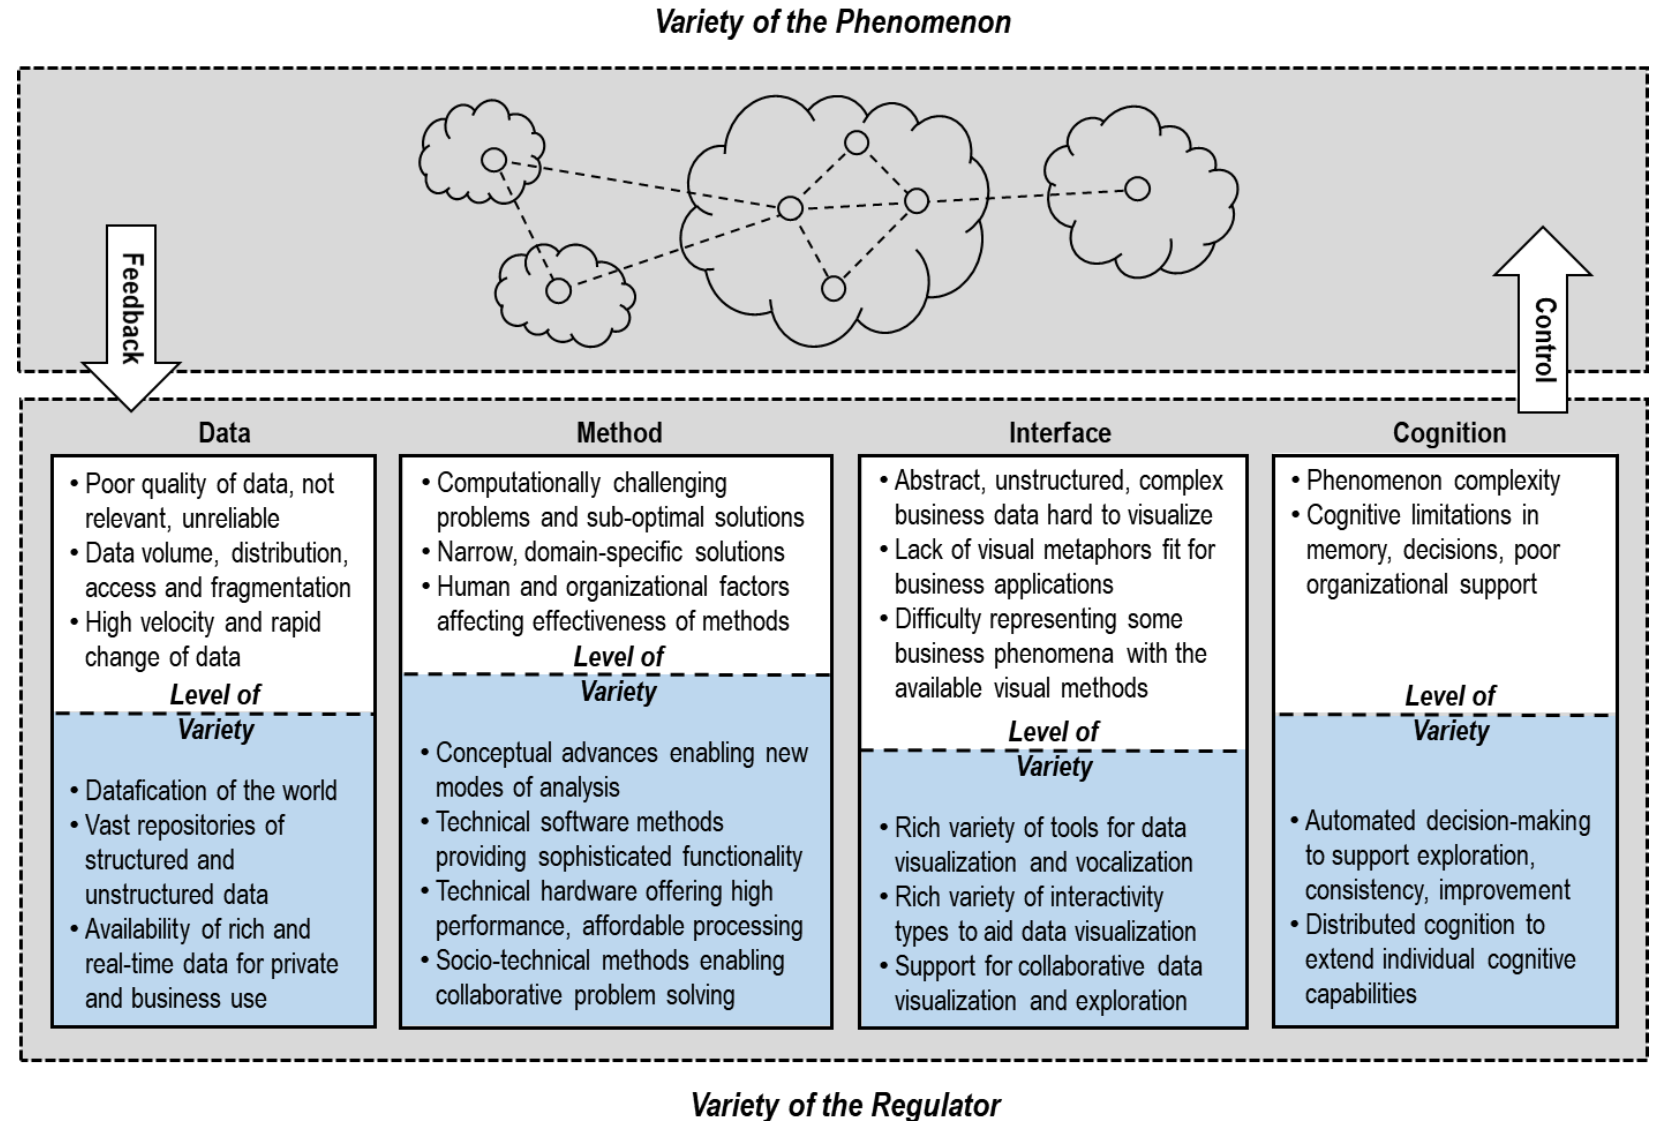 Variety of the Phenomenon
Feedback
Control
Data
• Poor quality of data, not
relevant, unreliable
• Data volume, distribution,
access and fragmentation
• High velocity and rapid
change of data
Level of
Variety
• Datafication of the world
• Vast repositories of
structured and
unstructured data
• Availability of rich and
real-time data for private
and business use
Method
• Computationally challenging
problems and sub-optimal solutions
• Narrow, domain-specific solutions
• Human and organizational factors
affecting effectiveness of methods
Level of
Variety
• Conceptual advances enabling new
modes of analysis
• Technical software methods
providing sophisticated functionality
• Technical hardware offering high
performance, affordable processing
• Socio-technical methods enabling
collaborative problem solving
Interface
• Abstract, unstructured, complex
business data hard to visualize
• Lack of visual metaphors fit for
business applications
• Difficulty representing some
business phenomena with the
available visual methods
Level of
Variety
• Rich variety of tools for data
visualization and vocalization
• Rich variety of interactivity
types to aid data visualization
• Support for collaborative data
visualization and exploration
Cognition
• Phenomenon complexity
• Cognitive limitations in
memory, decisions, poor
organizational support
Level of
Variety
• Automated decision-making
to support exploration,
consistency, improvement
• Distributed cognition to
extend individual cognitive
capabilities
Variety of the Regulator